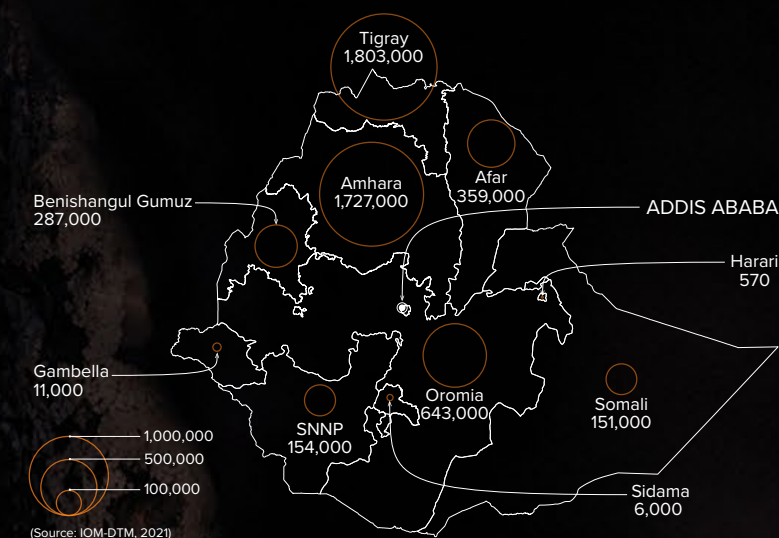 Tigray
1,803,000
Amhara
1,727,000
Afar
359,000
Benishangul Gumuz
287,000
ADDIS ABABA
Harari
570
Gambella
11,000
Oromia
643,000
Somali
151,000
SNNP
154,000
Sidama
6,000
1,000,000
500,000
100,000
(Source: IOM-DTM, 2021)